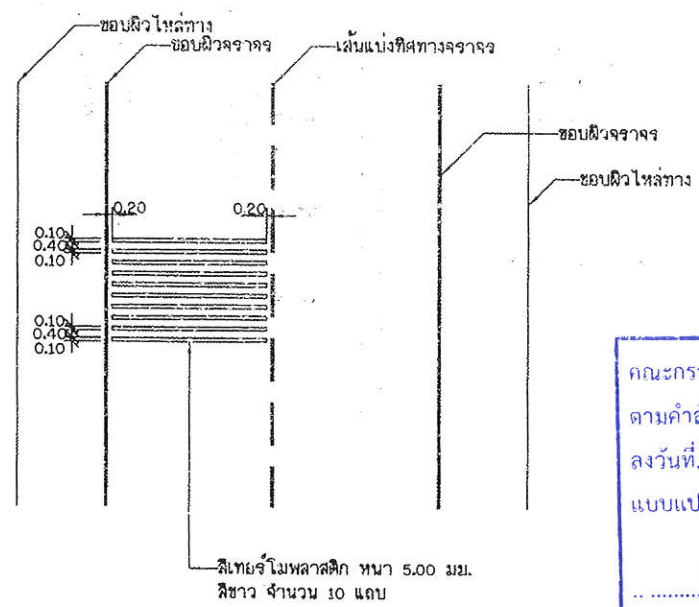 ขอบผิวไหล่ทาง
ขอบผิวจราจร
เส้นแบ่งทิศทางจราจร
ขอบผิวจราจร
ขอบผิวไหล่ทาง
0.20
0.20
0.10
0.40
0.10
0.10
0.40
0.10
สีเทอร์โมพลาสติก หนา 5.00 มม.
สีขาว จำนวน 10 แถบ
ตามคำ
ลงวันที่.